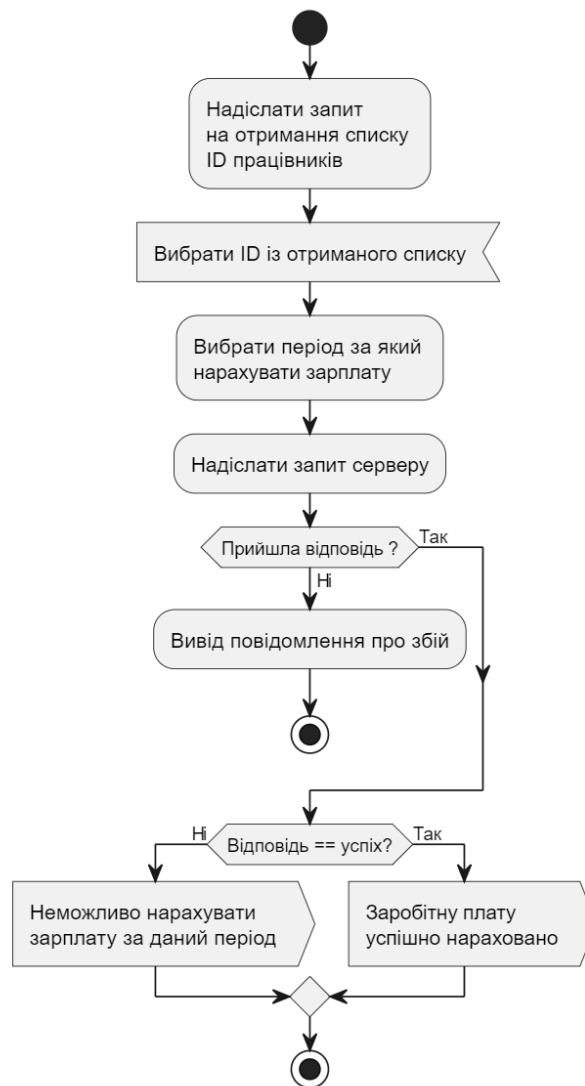 Надіслати запит
на отримання списку
ID працівників
Вибрати ID із отриманого списку
Вибрати період за який
нарахувати зарплату
Надіслати запит серверу
Прийшла відповідь ?
Так
Ні
Вивід повідомлення про збій
Ні
Відповідь == успіх?
Так
Неможливо нарахувати
зарплату за даний період
Заробітну плату
успішно нараховано